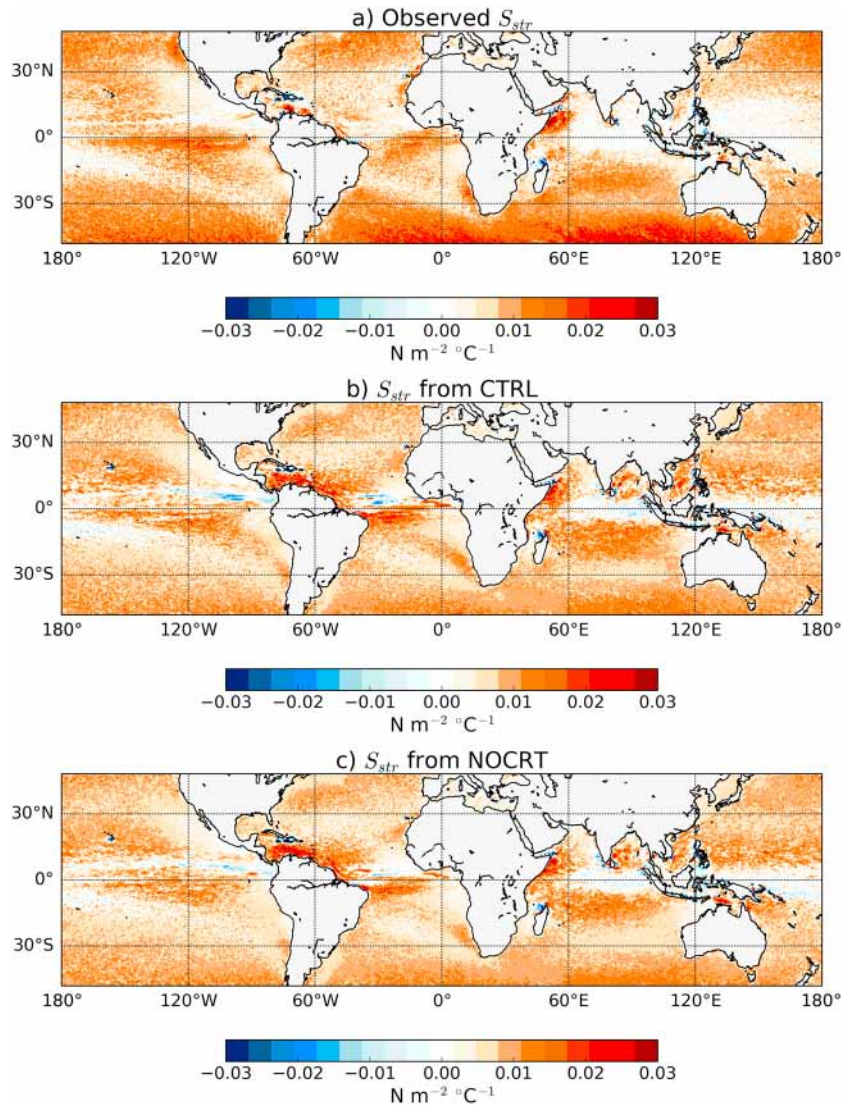 a) Observed S_str
30°N
0°
30°S
180° 120°W 60°W 0° 60°E 120°E 180°
−0.03 −0.02 −0.01 0.00 0.01 0.02 0.03
N m⁻² °C⁻¹
b) S_str from CTRL
30°N
0°
30°S
180° 120°W 60°W 0° 60°E 120°E 180°
−0.03 −0.02 −0.01 0.00 0.01 0.02 0.03
N m⁻² °C⁻¹
c) S_str from NOCRT
30°N
0°
30°S
180° 120°W 60°W 0° 60°E 120°E 180°
−0.03 −0.02 −0.01 0.00 0.01 0.02 0.03
N m⁻² °C⁻¹